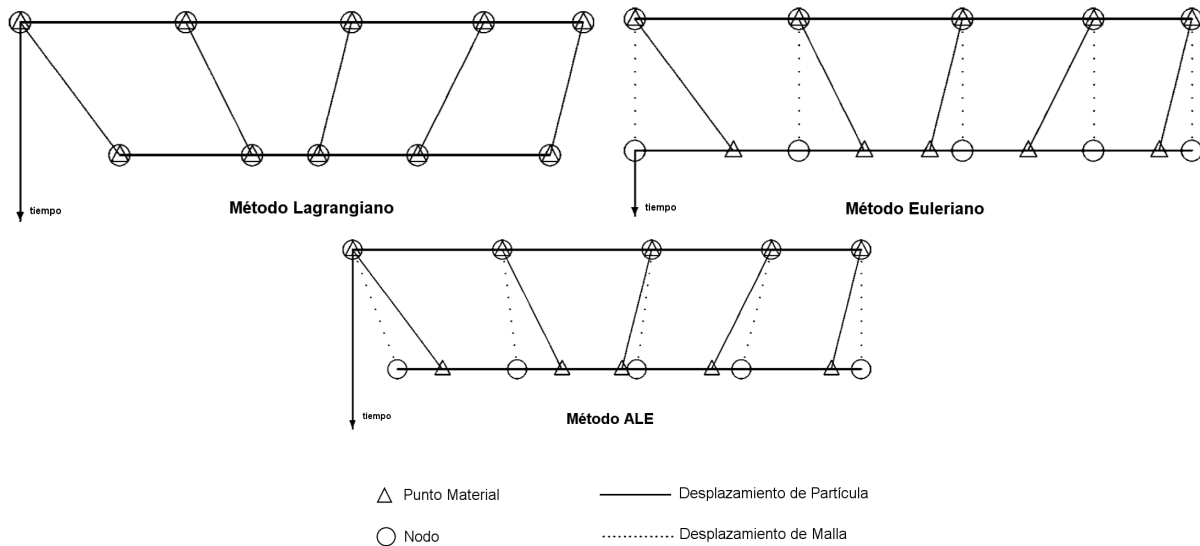 tiempo
Método Lagrangiano
tiempo
Método Euleriano
tiempo
Método ALE
Punto Material
Desplazamiento de Partícula
Nodo
Desplazamiento de Malla